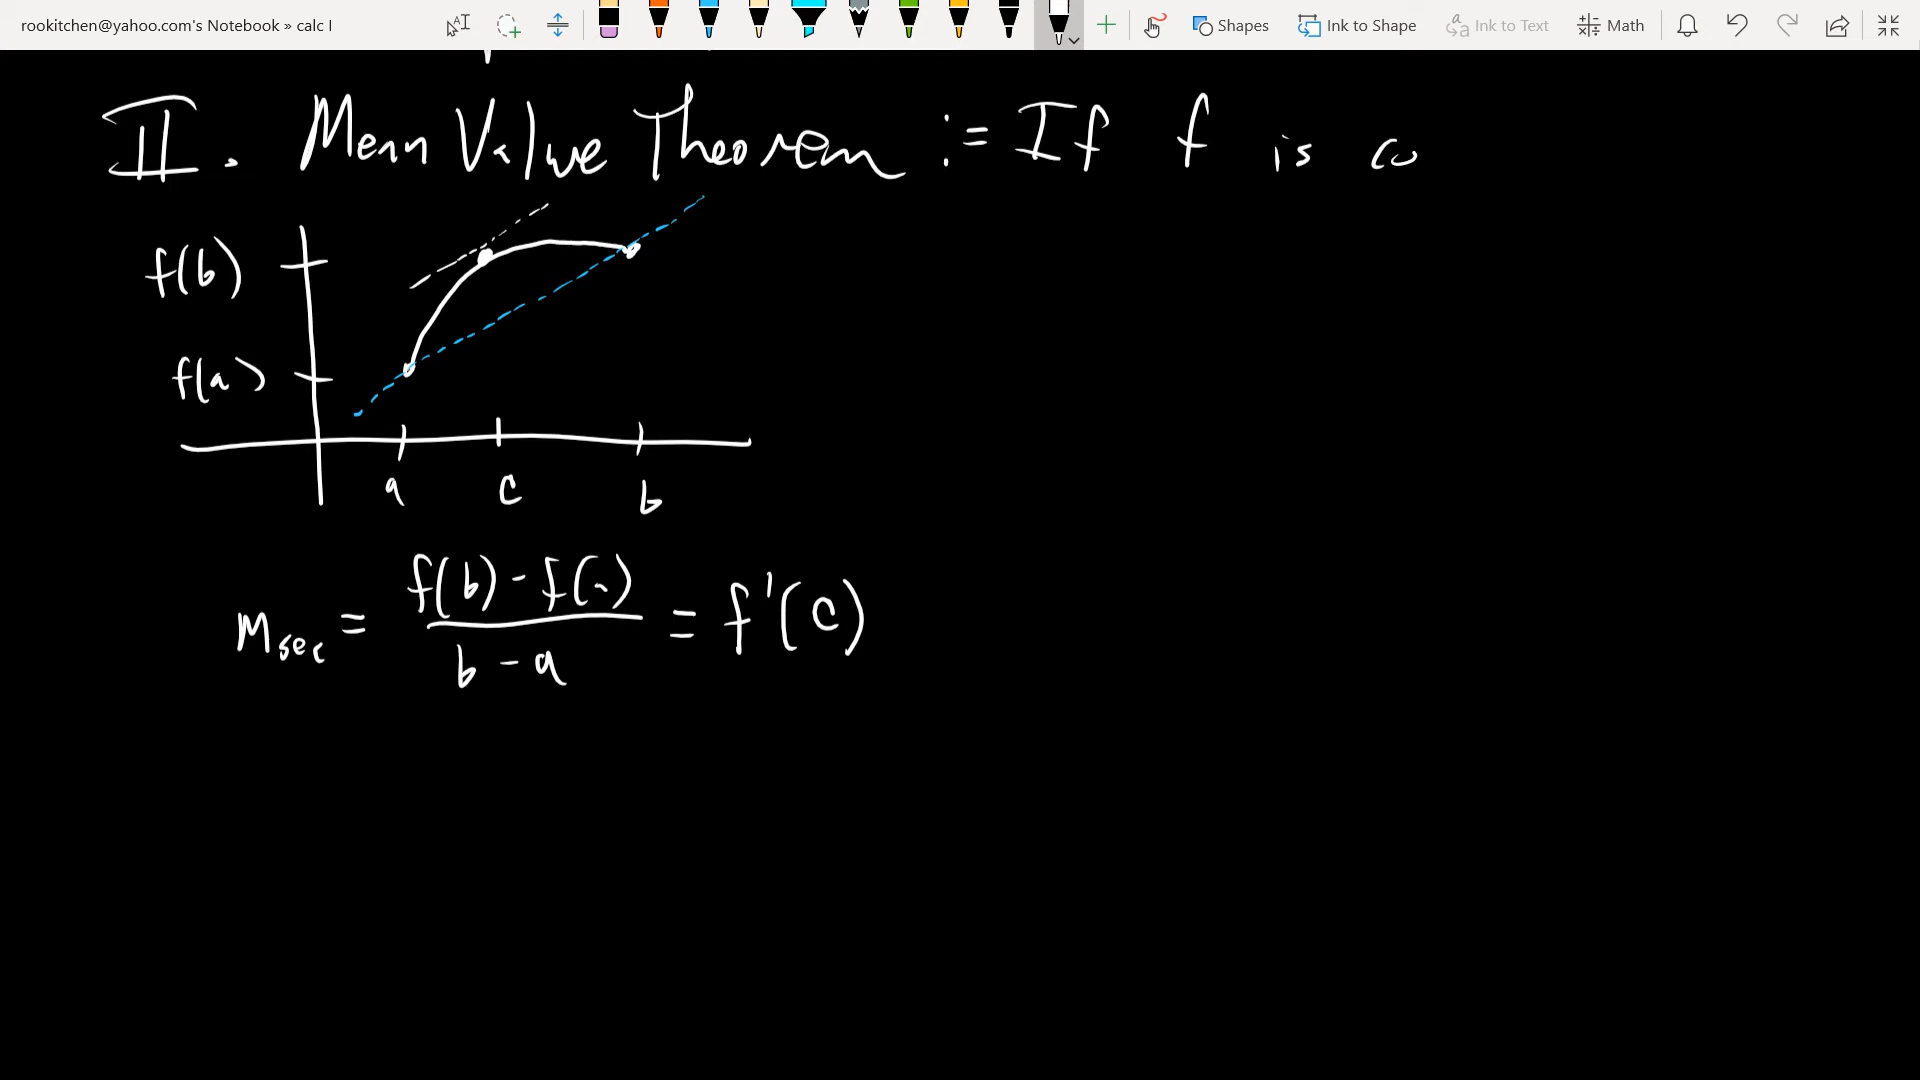 rookitchen@yahoo.com's Notebook » calc I Shapes Ink to Shape Ink to Text Math
II. Mean Value Theorem := If f is co
f(b)
f(a)
a c b
m_sec = (f(b) - f(a))/(b - a) = f'(c)